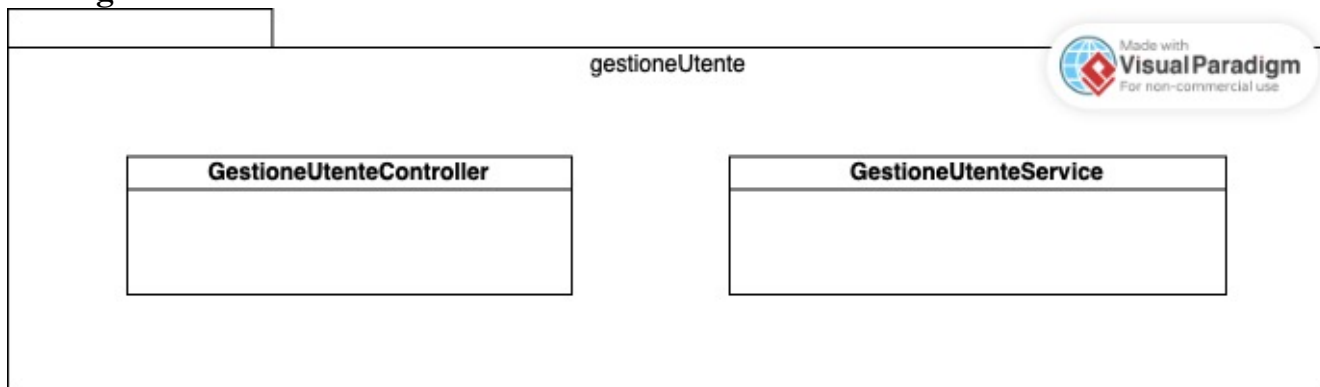 gestioneUtente
Made with
Visual Paradigm
For non-commercial use
GestioneUtenteController
GestioneUtenteService